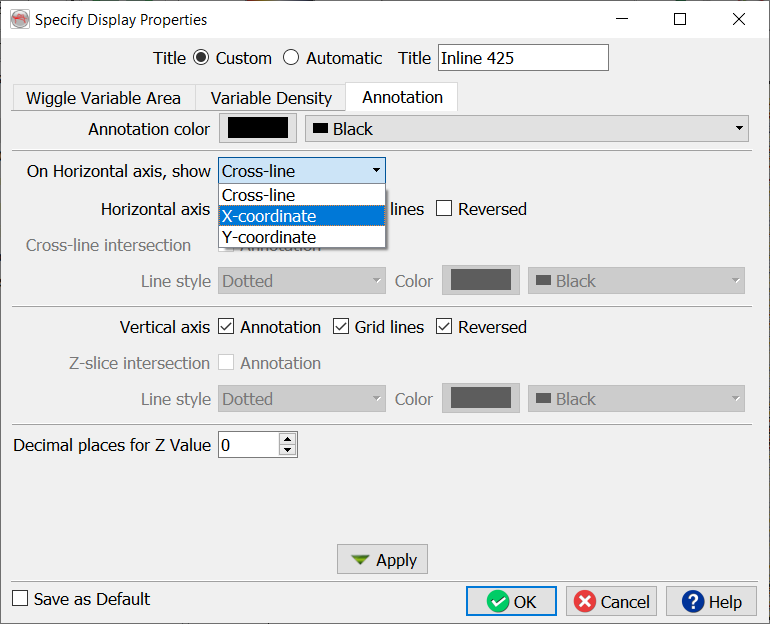 Specify Display Properties
Title Custom Automatic Title Inline 425
Wiggle Variable Area Variable Density Annotation
Annotation color Black
On Horizontal axis, show Cross-line
Cross-line
Horizontal axis lines Reversed
X-coordinate
Y-coordinate
Cross-line intersection
Line style Dotted Color Black
Vertical axis Annotation Grid lines Reversed
Z-slice intersection Annotation
Line style Dotted Color Black
Decimal places for Z Value 0
Apply
Save as Default
OK Cancel Help